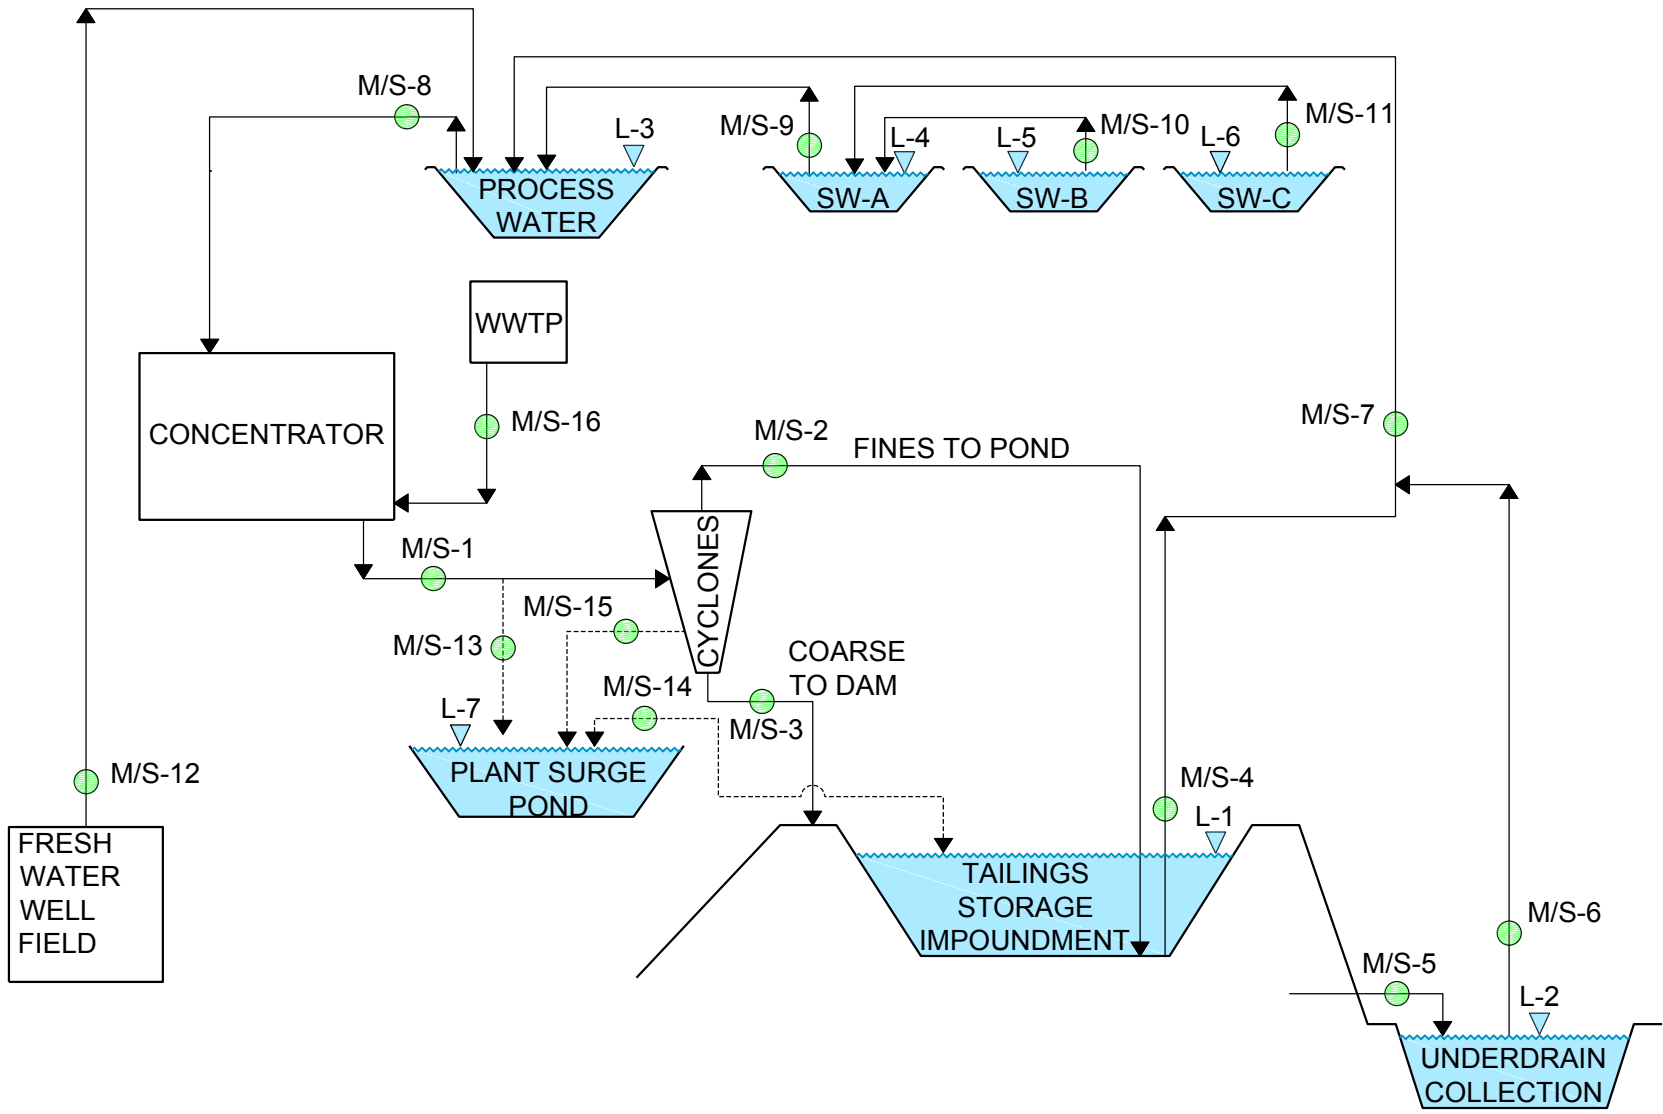 M/S-8
L-3
M/S-9
L-4
L-5
M/S-10
L-6
M/S-11
PROCESS
WATER
SW-A
SW-B
SW-C
WWTP
CONCENTRATOR
M/S-16
M/S-7
M/S-2
FINES TO POND
CYCLONES
M/S-1
M/S-15
M/S-13
COARSE
TO DAM
M/S-14
M/S-3
L-7
PLANT SURGE
POND
M/S-12
M/S-4
L-1
FRESH
WATER
WELL
FIELD
TAILINGS
STORAGE
IMPOUNDMENT
M/S-6
M/S-5
L-2
UNDERDRAIN
COLLECTION